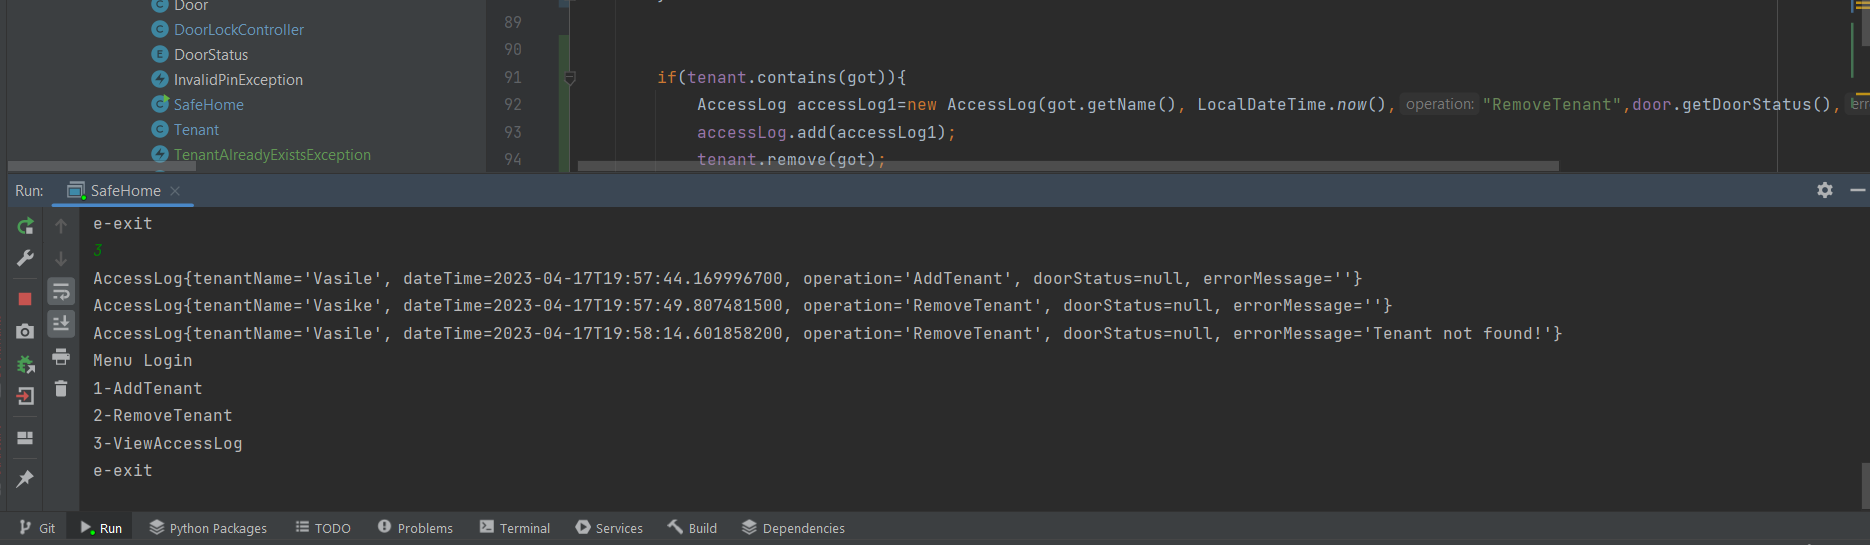 Door
DoorLockController
DoorStatus
InvalidPinException
SafeHome
Tenant
TenantAlreadyExistsException
89
90
91 if(tenant.contains(got)){
92 AccessLog accessLog1=new AccessLog(got.getName(), LocalDateTime.now(), operation: "RemoveTenant",door.getDoorStatus(),
93 accessLog.add(accessLog1);
94 tenant.remove(got);
Run: SafeHome
e-exit
3
AccessLog{tenantName='Vasile', dateTime=2023-04-17T19:57:44.169996700, operation='AddTenant', doorStatus=null, errorMessage=''}
AccessLog{tenantName='Vasike', dateTime=2023-04-17T19:57:49.807481500, operation='RemoveTenant', doorStatus=null, errorMessage=''}
AccessLog{tenantName='Vasile', dateTime=2023-04-17T19:58:14.601858200, operation='RemoveTenant', doorStatus=null, errorMessage='Tenant not found!'}
Menu Login
1-AddTenant
2-RemoveTenant
3-ViewAccessLog
e-exit
Git Run Python Packages TODO Problems Terminal Services Build Dependencies